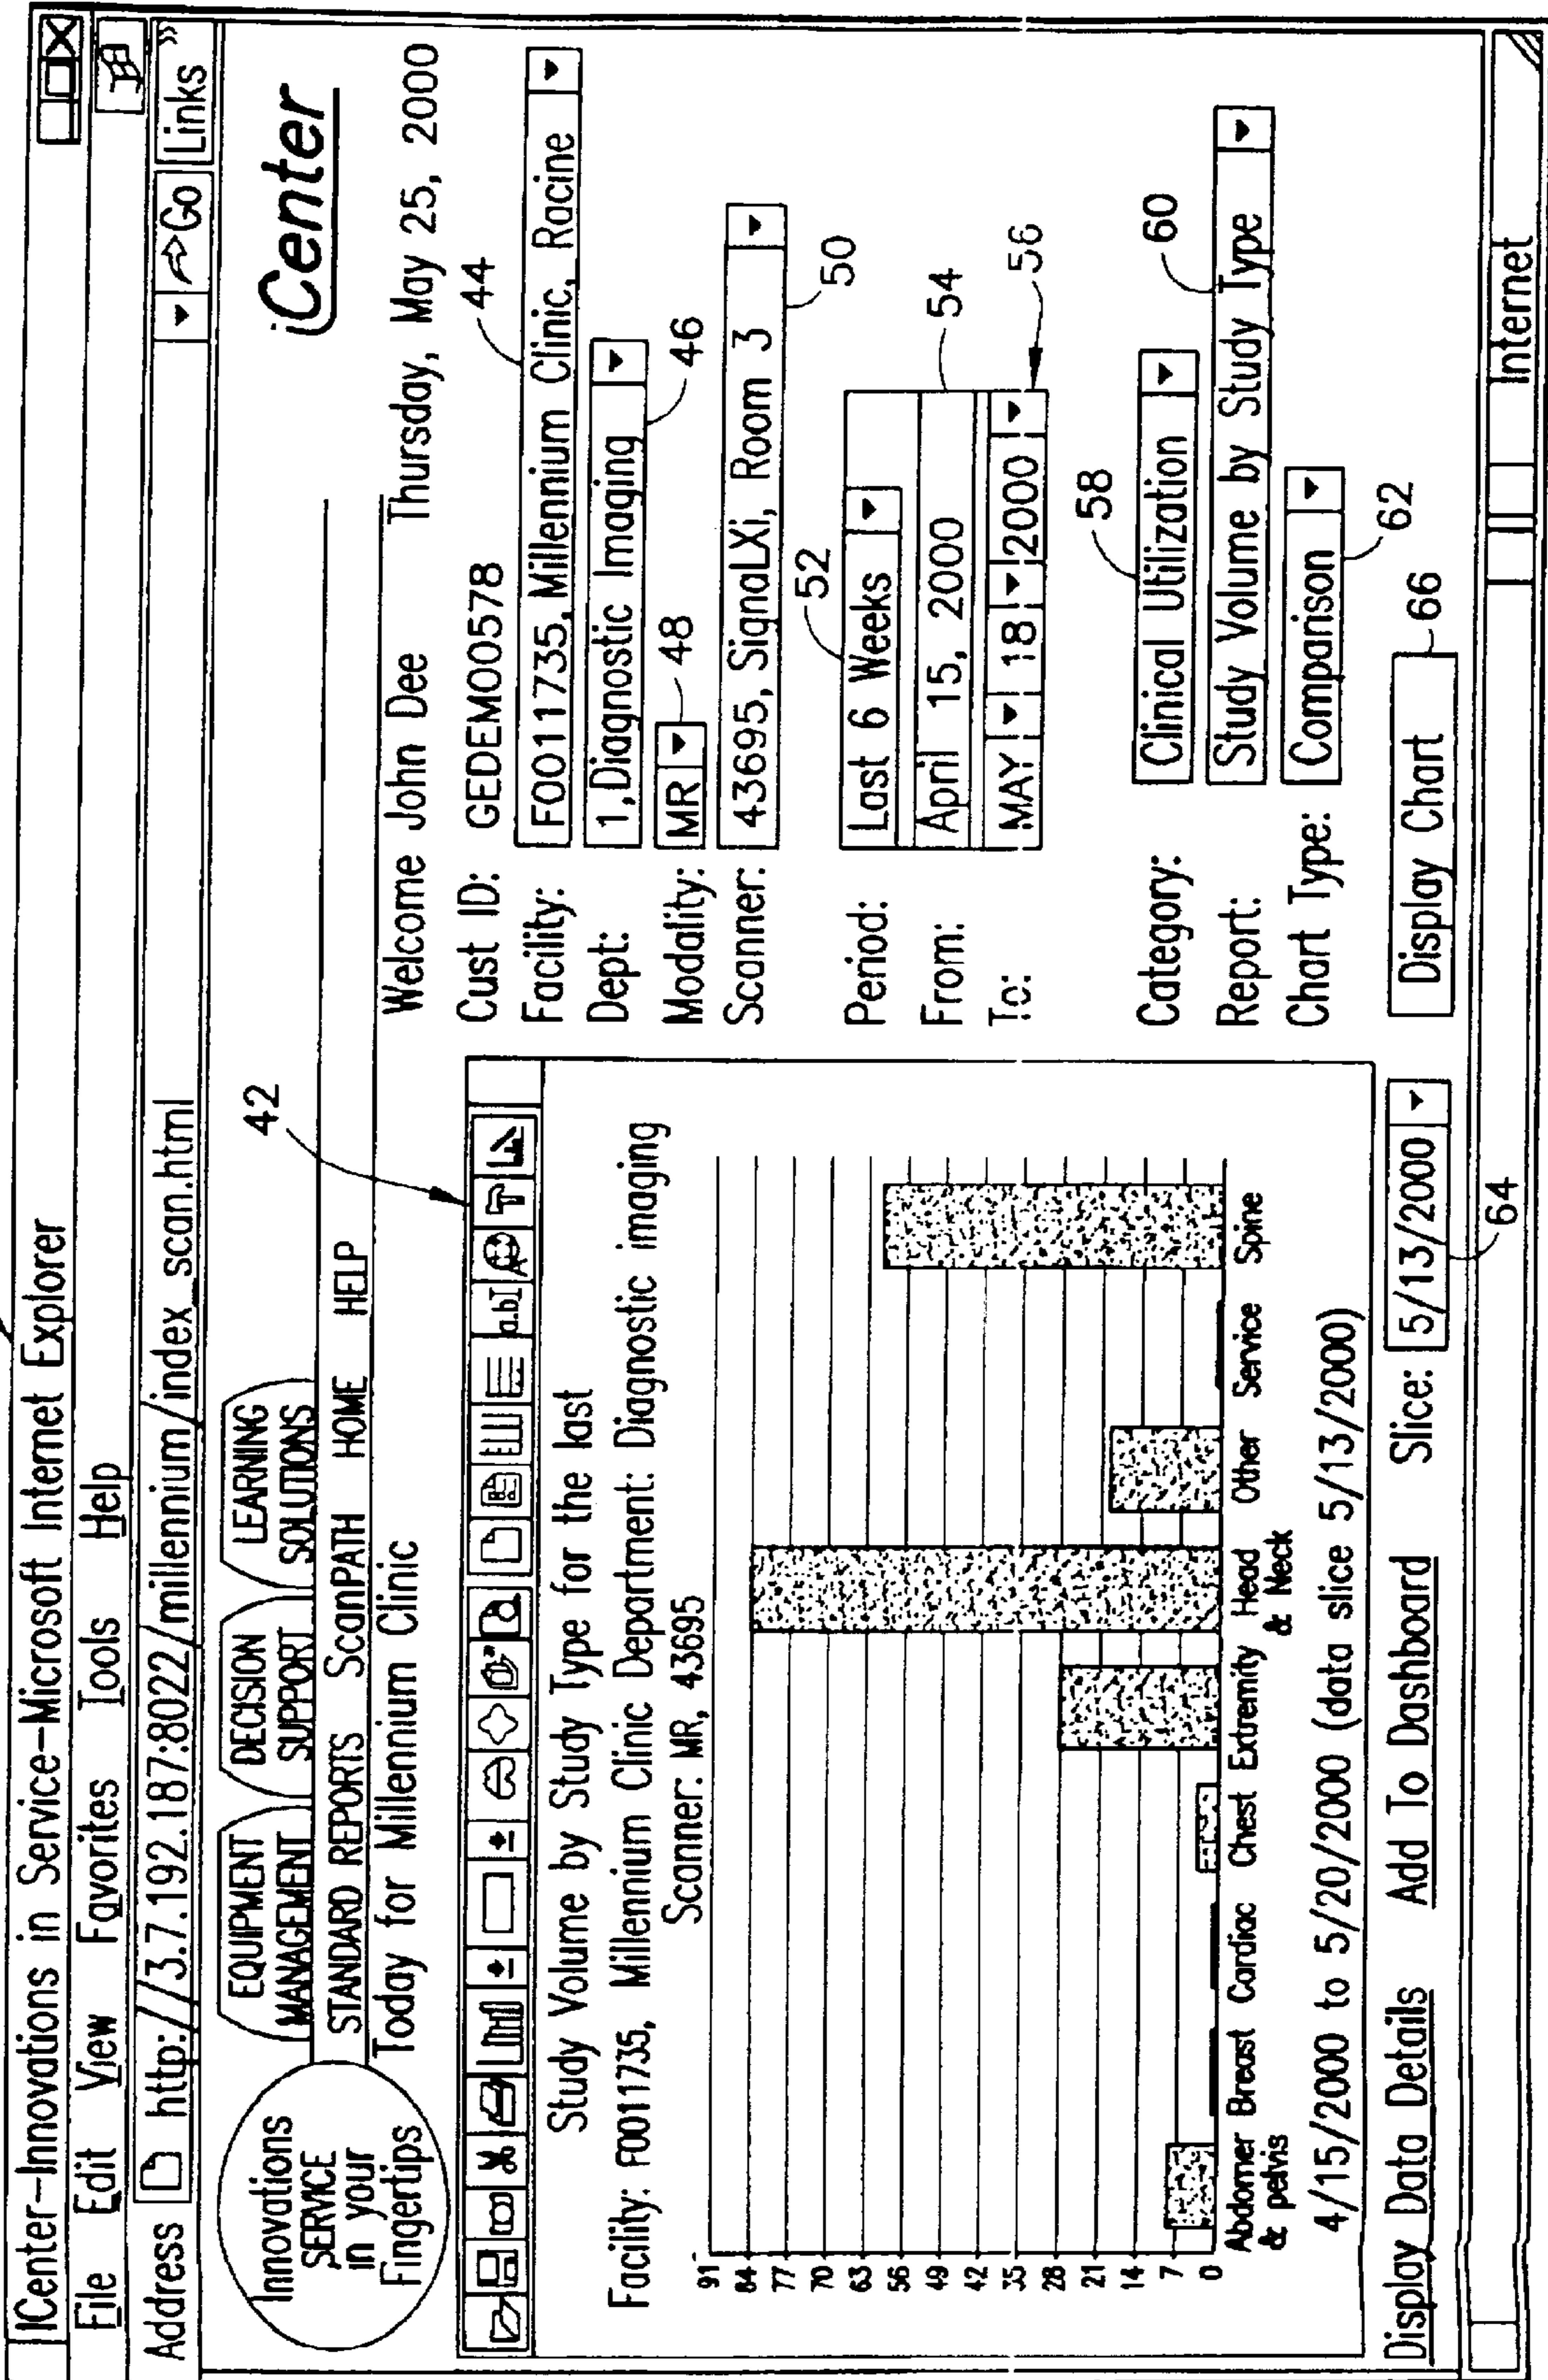 ICenter-Innovations in Service-Microsoft Internet Explorer
File Edit View Favorites Tools Help
Address http://3.7.192.187:8022/millennium/index_scan.html Go Links »
Innovations
SERVICE
in your
Fingertips
EQUIPMENT
MANAGEMENT
DECISION
SUPPORT
LEARNING
SOLUTIONS
iCenter
STANDARD REPORTS ScanPATH HOME HELP
Today for Millennium Clinic
42
Welcome John Dee Thursday, May 25, 2000
Cust ID: GEDEM00578
44
Facility: F0011735, Millennium Clinic, Racine
Dept: 1,Diagnostic Imaging
46
Modality: MR
48
Scanner: 43695, SignaLXi, Room 3
50
52
Period: Last 6 Weeks
From: April 15, 2000
54
To: MAY 18 2000
56
58
Category: Clinical Utilization
60
Report: Study Volume by Study Type
Chart Type: Comparison
62
Display Chart
66
a.bI
Study Volume by Study Type for the last
Facility: F0011735, Millennium Clinic Department: Diagnostic imaging
Scanner: MR, 43695
91
84
77
70
63
56
49
42
35
28
21
14
7
0
Abdomer & pelvis
Breast
Cardiac
Chest
Extremity
Head & Neck
Other
Service
Spine
4/15/2000 to 5/20/2000 (data slice 5/13/2000)
Display Data Details Add To Dashboard Slice: 5/13/2000
64
Internet